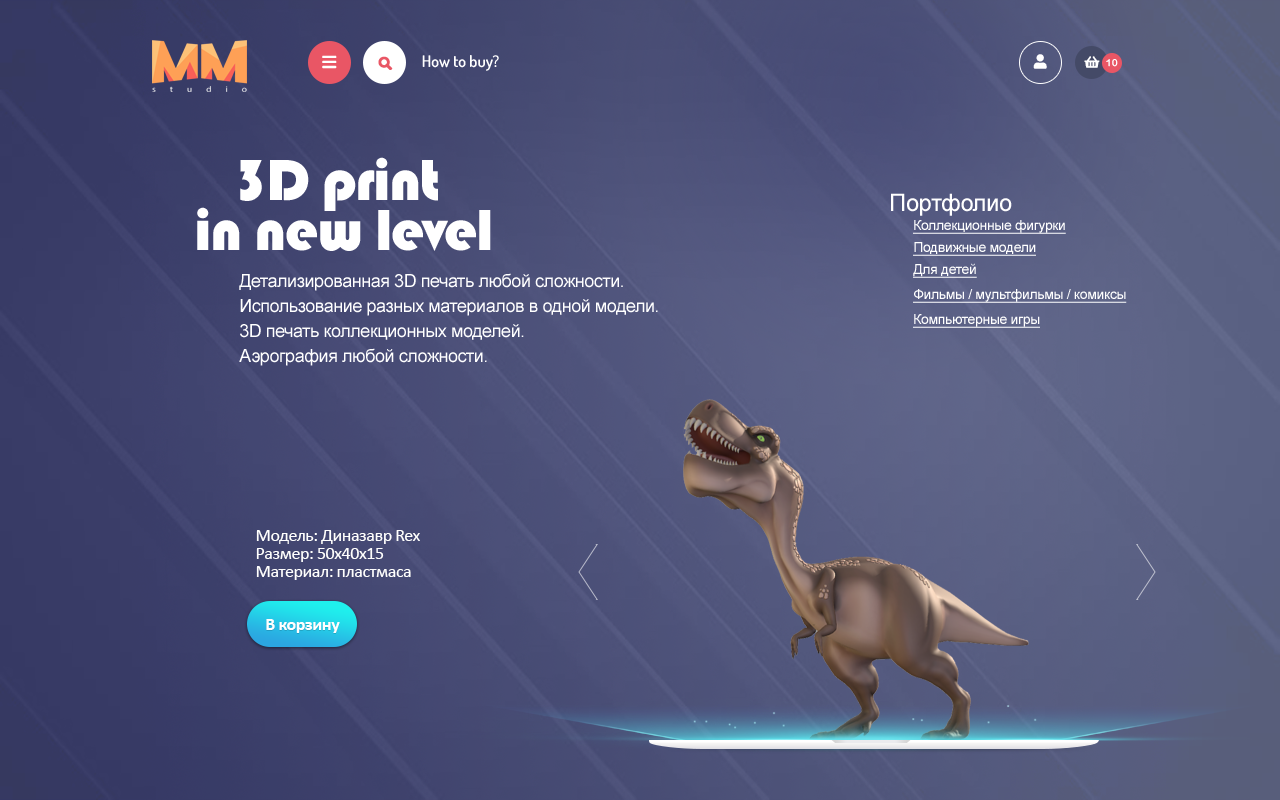 MM
studio
How to buy?
10
3D print
in new level
Детализированная 3D печать любой сложности.
Использование разных материалов в одной модели.
3D печать коллекционных моделей.
Аэрография любой сложности.
Портфолио
Коллекционные фигурки
Подвижные модели
Для детей
Фильмы / мультфильмы / комиксы
Компьютерные игры
Модель: Диназавр Rex
Размер: 50x40x15
Материал: пластмаса
В корзину